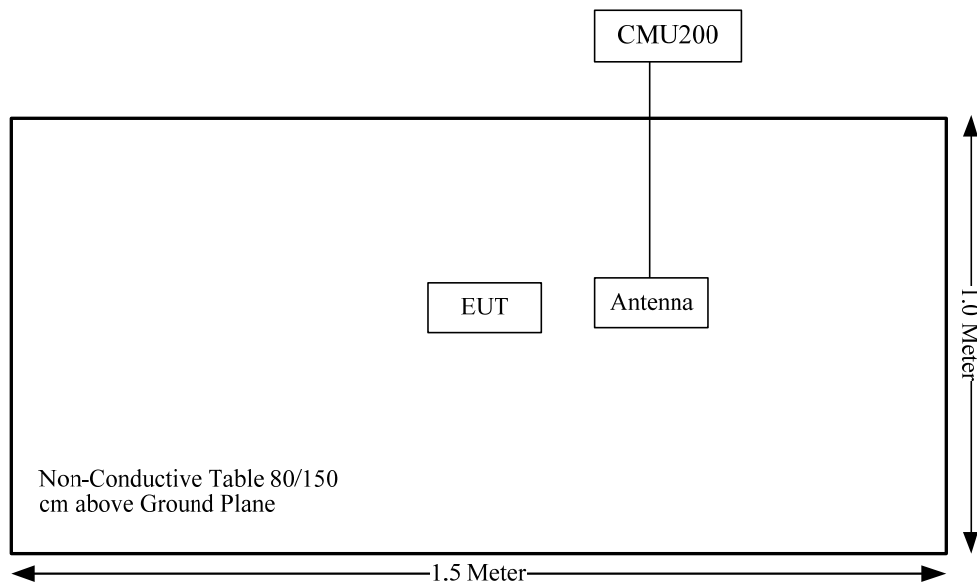 CMU200
EUT
Antenna
1.0 Meter
Non-Conductive Table 80/150
cm above Ground Plane
1.5 Meter